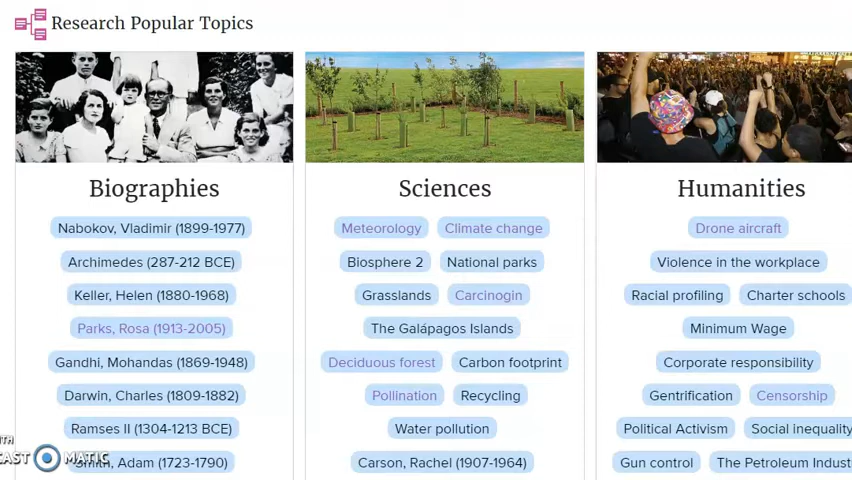 Research Popular Topics
Biographies
Nabokov, Vladimir (1899-1977)
Archimedes (287-212 BCE)
Keller, Helen (1880-1968)
Parks, Rosa (1913-2005)
Gandhi, Mohandas (1869-1948)
Darwin, Charles (1809-1882)
Ramses II (1304-1213 BCE)
Smith, Adam (1723-1790)
Sciences
Meteorology Climate change
Biosphere 2 National parks
Grasslands Carcinogin
The Galápagos Islands
Deciduous forest Carbon footprint
Pollination Recycling
Water pollution
Carson, Rachel (1907-1964)
Humanities
Drone aircraft
Violence in the workplace
Racial profiling Charter schools
Minimum Wage
Corporate responsibility
Gentrification Censorship
Political Activism Social inequality
Gun control The Petroleum Indust
ITH
CAST MATIC